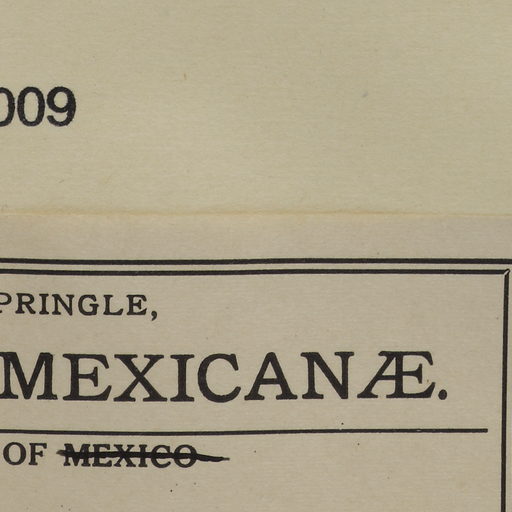 009
PRINGLE,
MEXICANÆ.
OF MEXICO